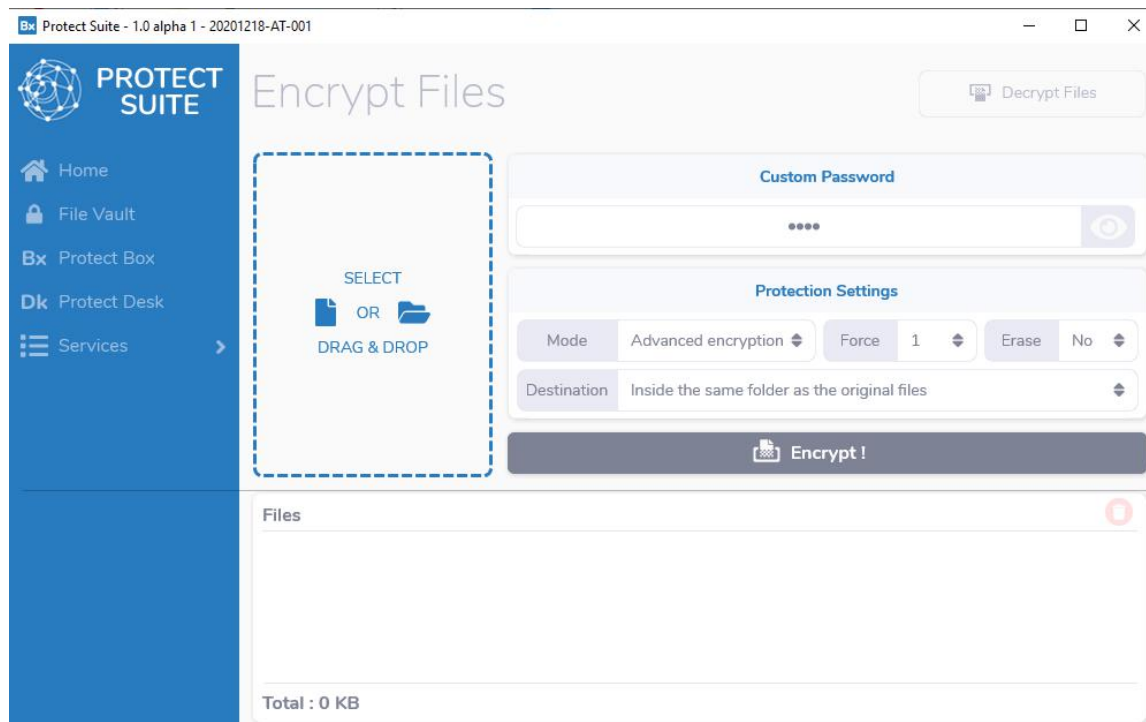 Bx Protect Suite - 1.0 alpha 1 - 20201218-AT-001
PROTECT
SUITE
Home
File Vault
Bx Protect Box
Dk Protect Desk
Services
Encrypt Files
Decrypt Files
SELECT
OR
DRAG & DROP
Custom Password
••••
Protection Settings
Mode Advanced encryption Force 1 Erase No
Destination Inside the same folder as the original files
Encrypt !
Files
Total : 0 KB